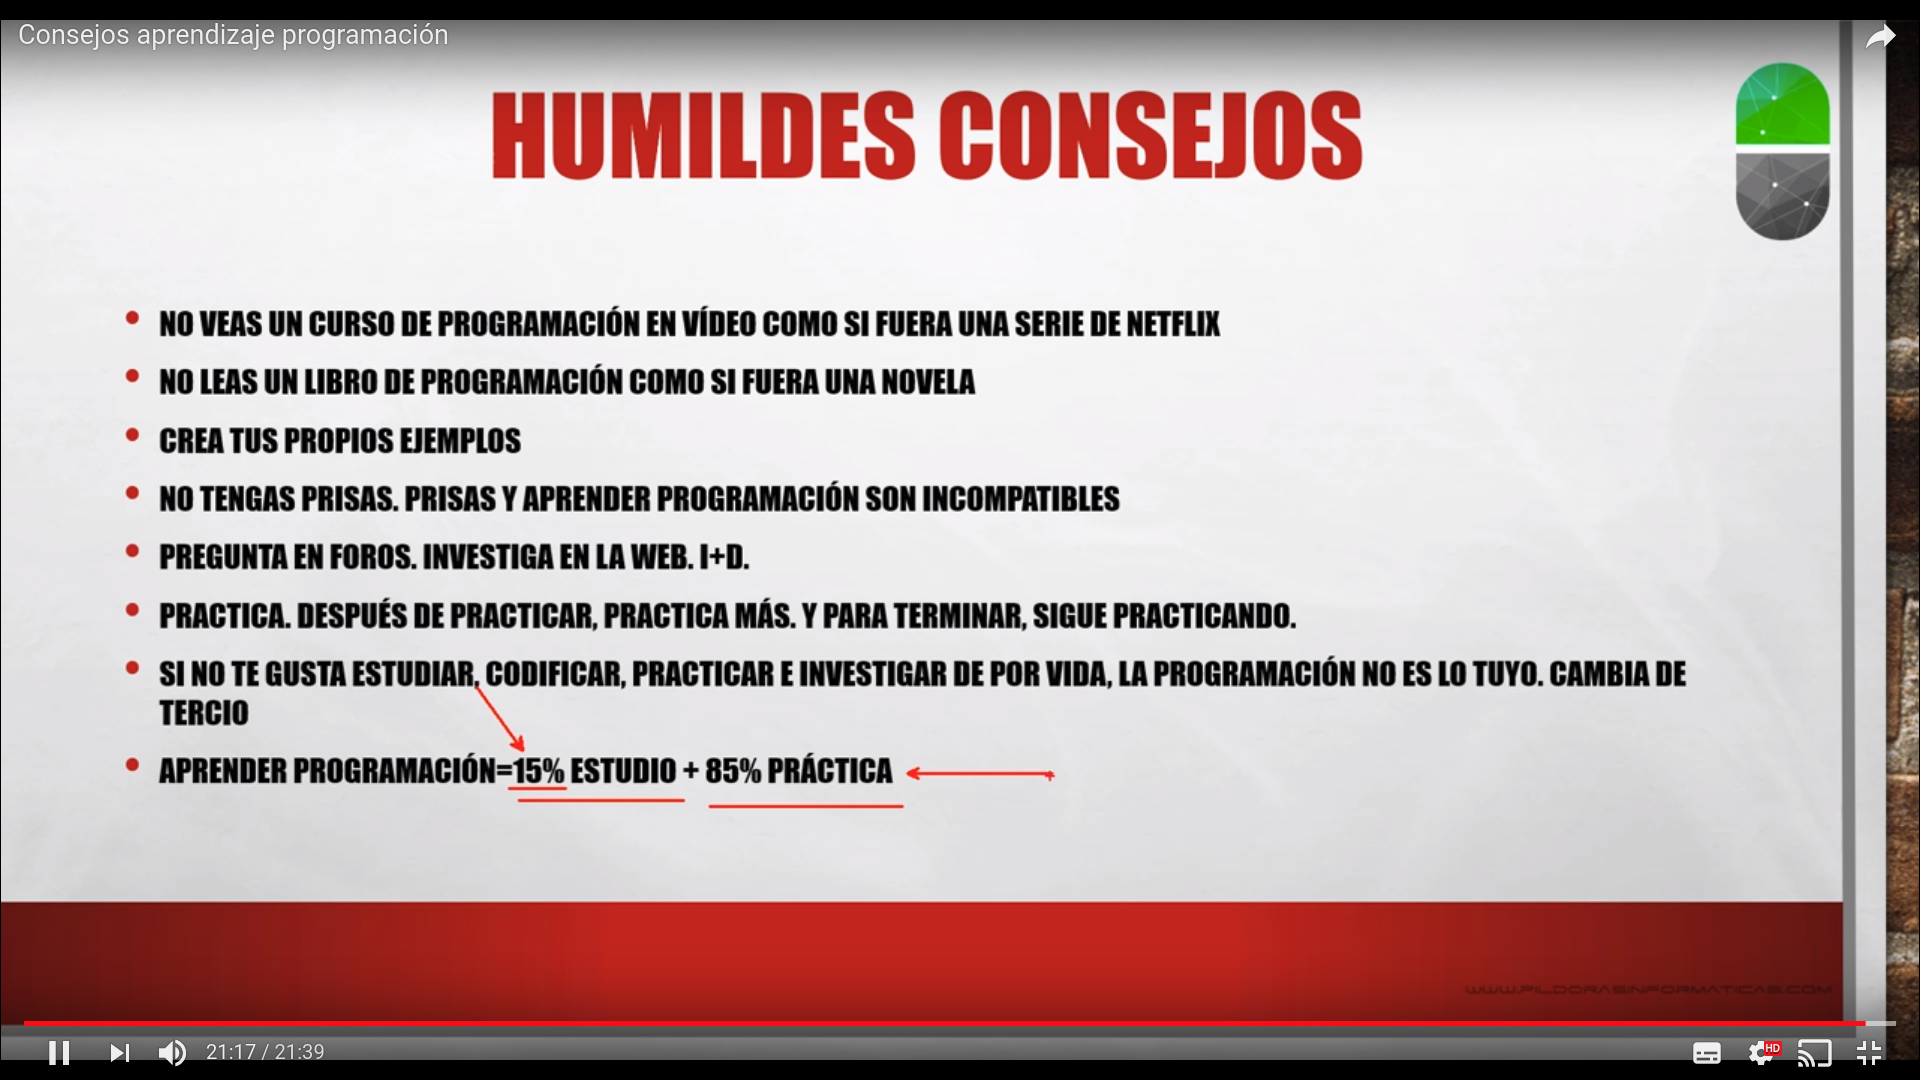 Consejos aprendizaje programación
HUMILDES CONSEJOS
• NO VEAS UN CURSO DE PROGRAMACIÓN EN VÍDEO COMO SI FUERA UNA SERIE DE NETFLIX
• NO LEAS UN LIBRO DE PROGRAMACIÓN COMO SI FUERA UNA NOVELA
• CREA TUS PROPIOS EJEMPLOS
• NO TENGAS PRISAS. PRISAS Y APRENDER PROGRAMACIÓN SON INCOMPATIBLES
• PREGUNTA EN FOROS. INVESTIGA EN LA WEB. I+D.
• PRACTICA. DESPUÉS DE PRACTICAR, PRACTICA MÁS. Y PARA TERMINAR, SIGUE PRACTICANDO.
• SI NO TE GUSTA ESTUDIAR, CODIFICAR, PRACTICAR E INVESTIGAR DE POR VIDA, LA PROGRAMACIÓN NO ES LO TUYO. CAMBIA DE
TERCIO
• APRENDER PROGRAMACIÓN=15% ESTUDIO + 85% PRÁCTICA
WWW.PILDORASINFORMATICAS.COM
21:17 / 21:39
HD